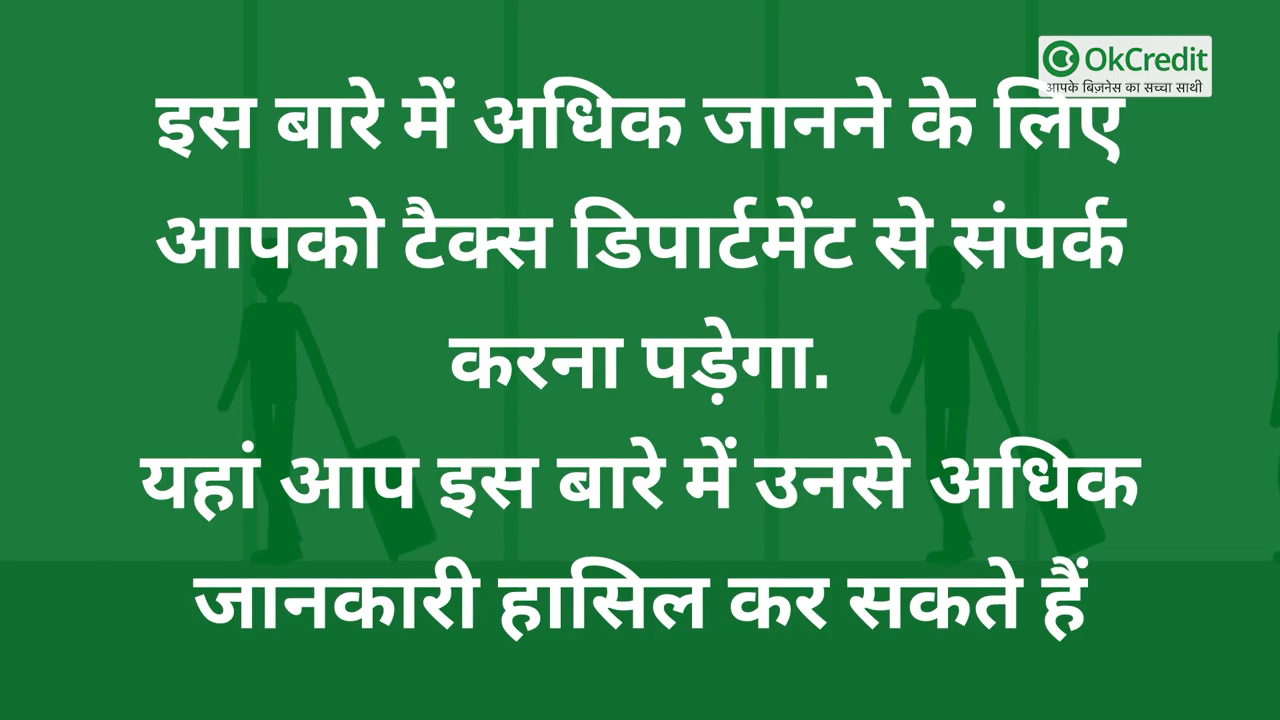 OkCredit
आपके बिज़नेस का सच्चा साथी
इस बारे में अधिक जानने के लिए
आपको टैक्स डिपार्टमेंट से संपर्क
करना पड़ेगा.
यहां आप इस बारे में उनसे अधिक
जानकारी हासिल कर सकते हैं